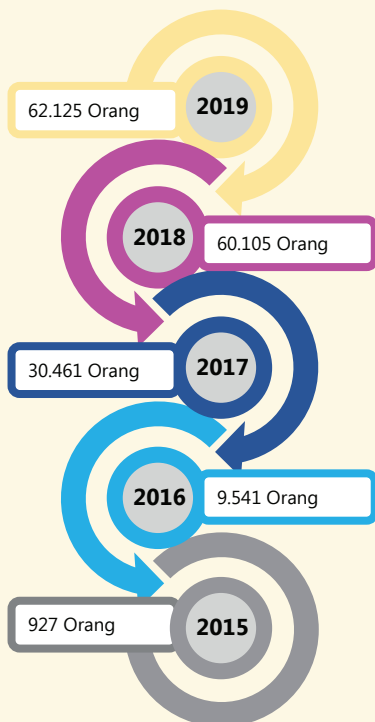 62.125 Orang
2019
2018
60.105 Orang
30.461 Orang
2017
2016
9.541 Orang
927 Orang
2015